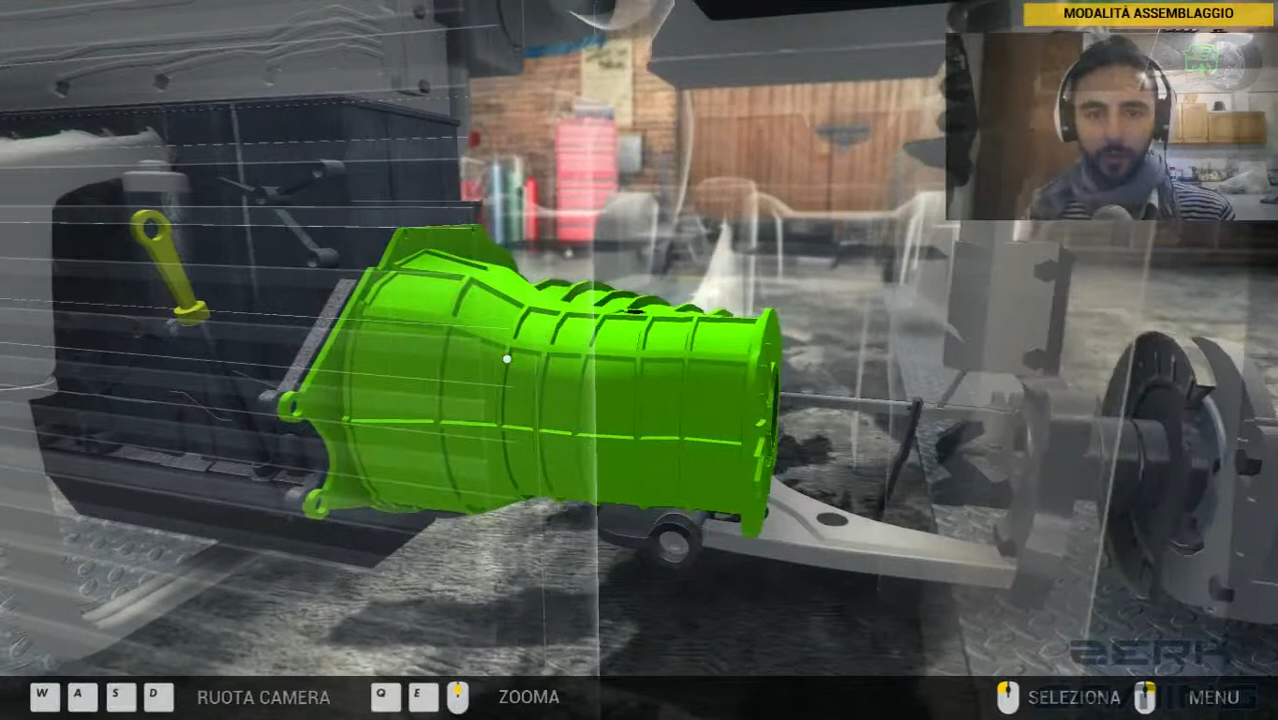 MODALITÀ ASSEMBLAGGIO
W A S D RUOTA CAMERA Q E ZOOMA SELEZIONA MENU